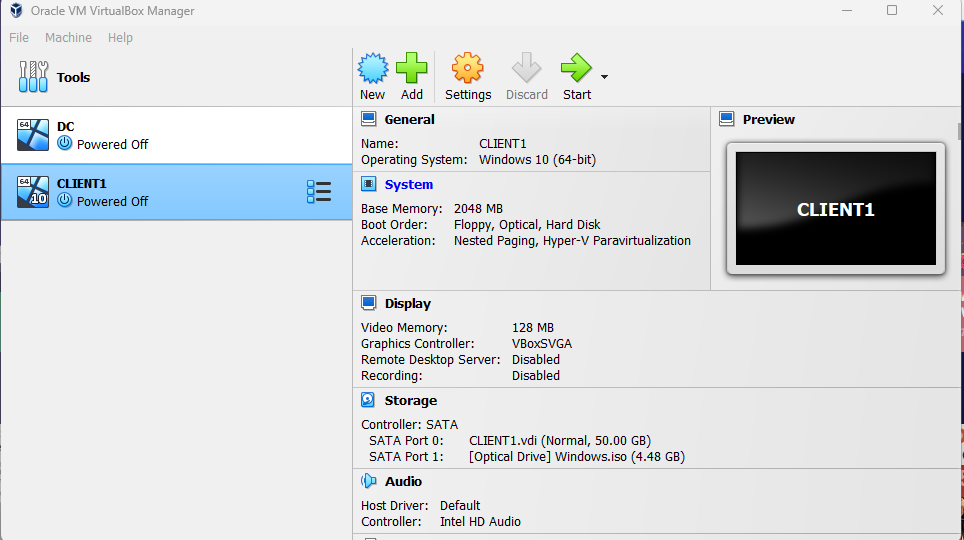 Oracle VM VirtualBox Manager
File Machine Help
Tools
New Add Settings Discard Start
64
DC
Powered Off
64
10
CLIENT1
Powered Off
General
Name: CLIENT1
Operating System: Windows 10 (64-bit)
System
Base Memory: 2048 MB
Boot Order: Floppy, Optical, Hard Disk
Acceleration: Nested Paging, Hyper-V Paravirtualization
Preview
CLIENT1
Display
Video Memory: 128 MB
Graphics Controller: VBoxSVGA
Remote Desktop Server: Disabled
Recording: Disabled
Storage
Controller: SATA
SATA Port 0: CLIENT1.vdi (Normal, 50.00 GB)
SATA Port 1: [Optical Drive] Windows.iso (4.48 GB)
Audio
Host Driver: Default
Controller: Intel HD Audio